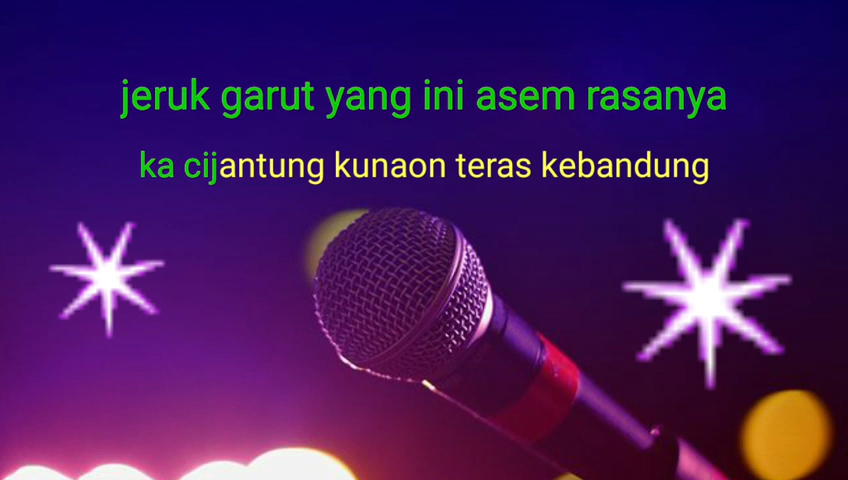 jeruk garut yang ini asem rasanya
ka cijantung kunaon teras kebandung